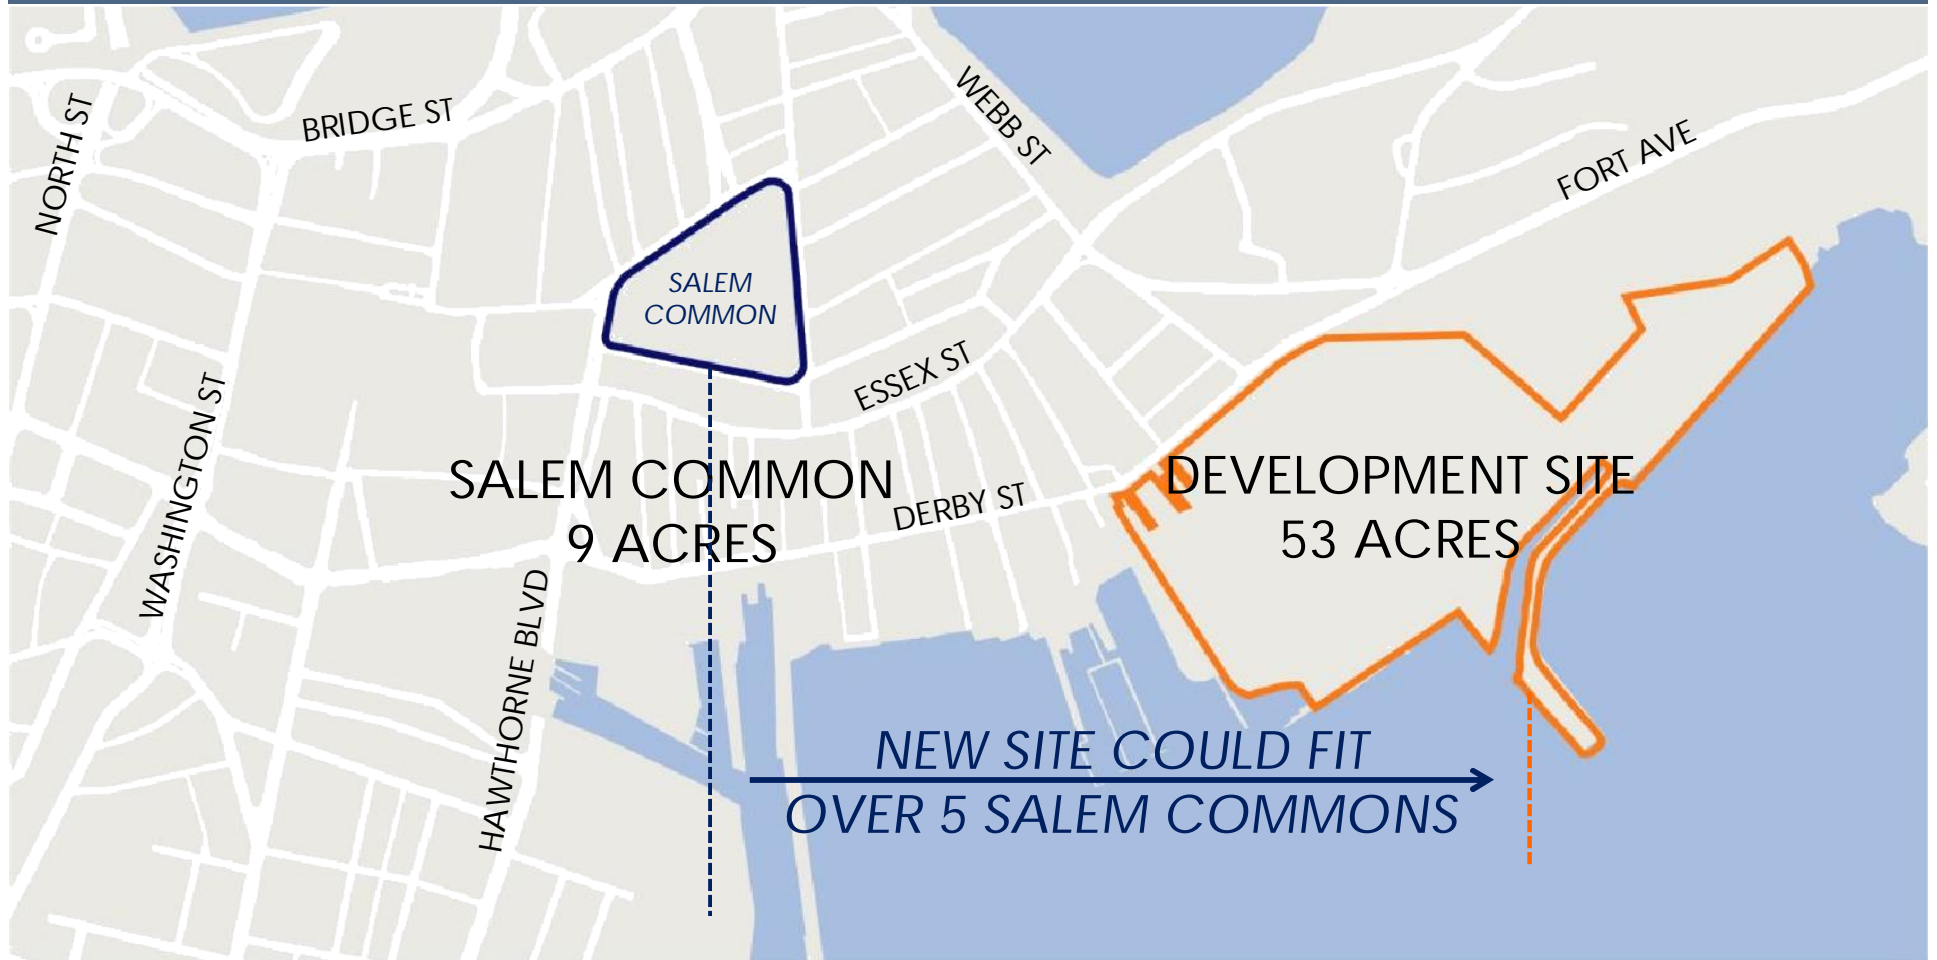 NORTH ST
BRIDGE ST
WEBB ST
FORT AVE
SALEM
COMMON
ESSEX ST
WASHINGTON ST
SALEM COMMON
9 ACRES
DERBY ST
DEVELOPMENT SITE
53 ACRES
HAWTHORNE BLVD
NEW SITE COULD FIT
OVER 5 SALEM COMMONS